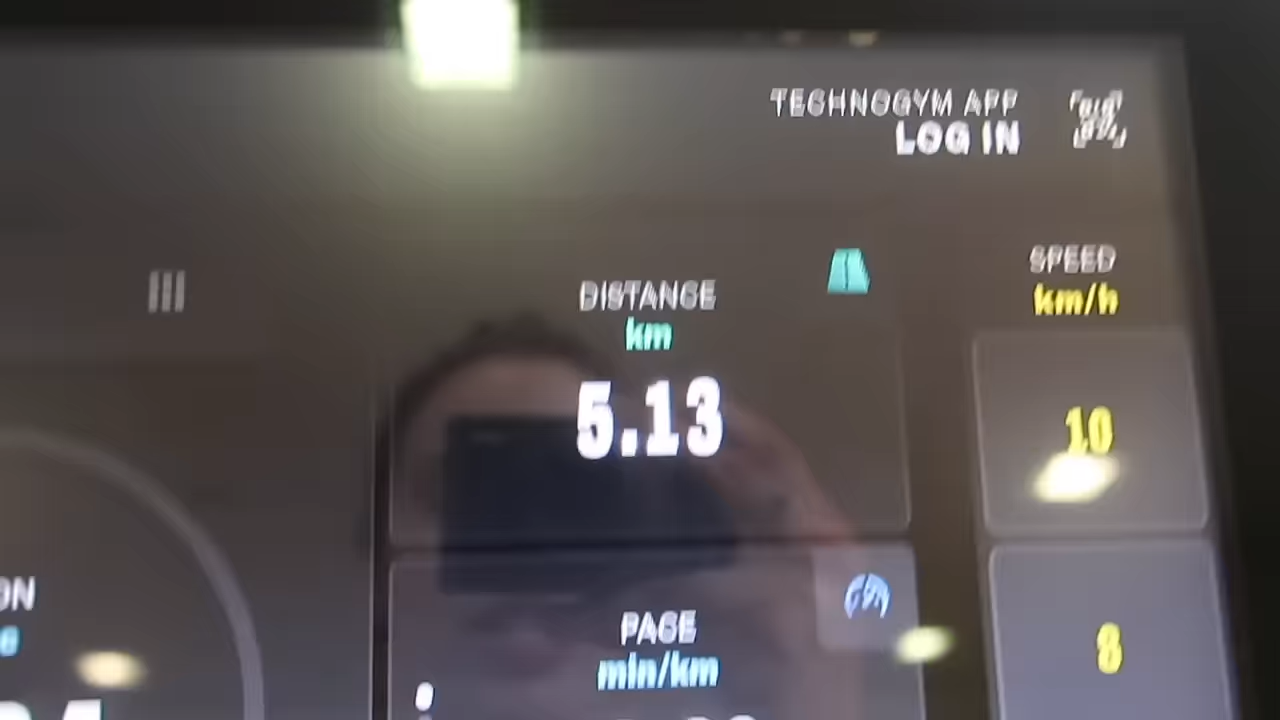 TECHNOGYM APP
LOG IN
SPEED
km/h
DISTANCE
km
5.13
10
PACE
min/km
8